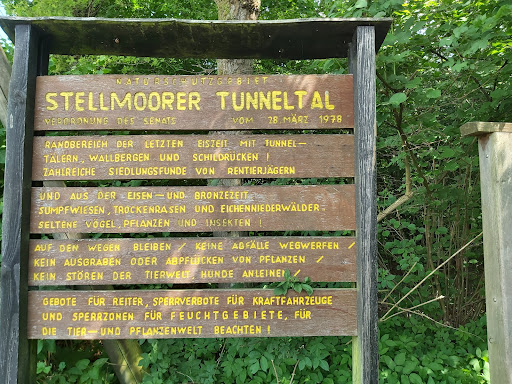 NATURSCHUTZGEBIET
STELLMOORER TUNNELTAL
VERORDNUNG DES SENATS VOM 28 MÄRZ 1978
RANDBEREICH DER LETZTEN EISZEIT MIT TUNNEL—
TÄLERN, WALLBERGEN UND SCHILDRÜCKEN !
ZAHLREICHE SIEDLUNGSFUNDE VON RENTIERJÄGERN
UND AUS DER EISEN—UND BRONZEZEIT
SUMPFWIESEN, TROCKENRASEN UND EICHENNIEDERWÄLDER
SELTENE VÖGEL, PFLANZEN UND INSEKTEN !
AUF DEN WEGEN BLEIBEN / KEINE ABFÄLLE WEGWERFEN /
KEIN AUSGRABEN ODER ABPFLÜCKEN VON PFLANZEN /
KEIN STÖREN DER TIERWELT HUNDE ANLEINEN /
GEBOTE FÜR REITER, SPERRVERBOTE FÜR KRAFTFAHRZEUGE
UND SPERRZONEN FÜR FEUCHTGEBIETE, FÜR
DIE TIER—UND PFLANZENWELT BEACHTEN !